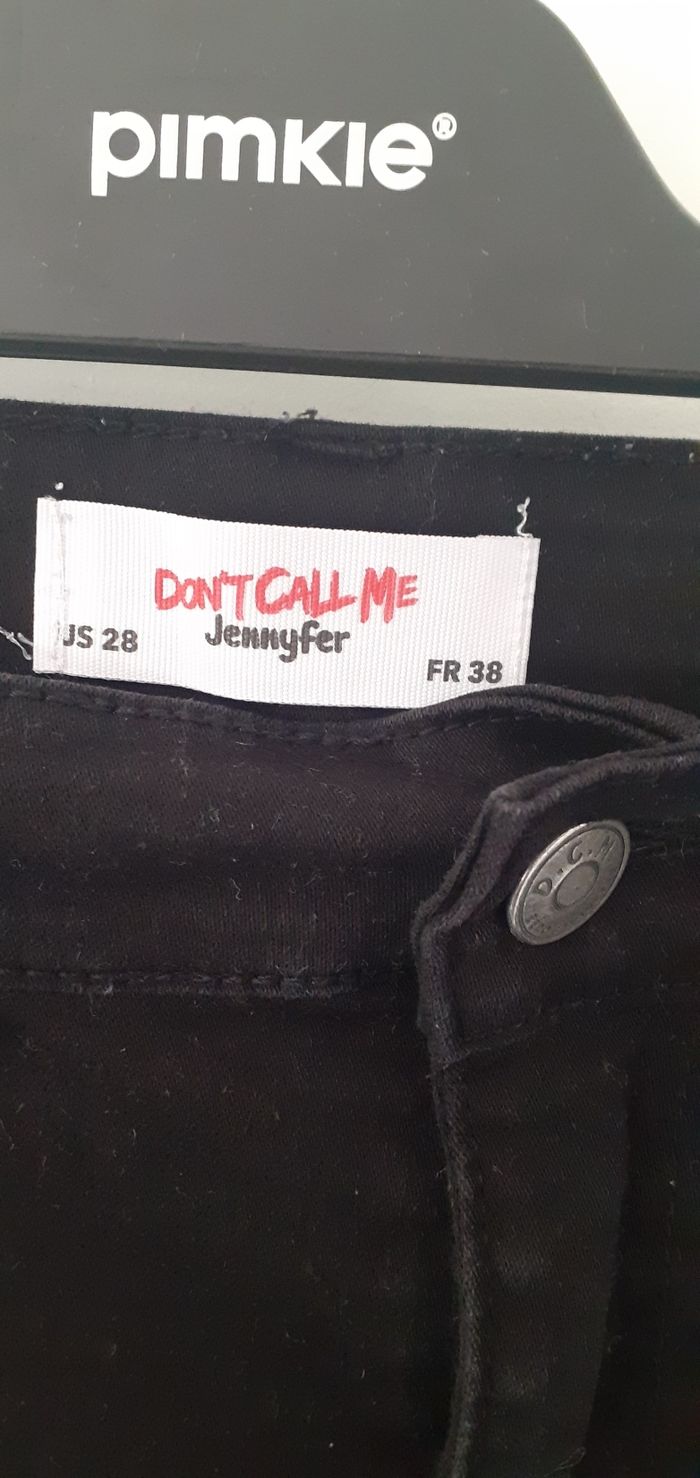 pimkie®
DON'T CALL ME
Jennyfer
US 28
FR 38
D.C.M